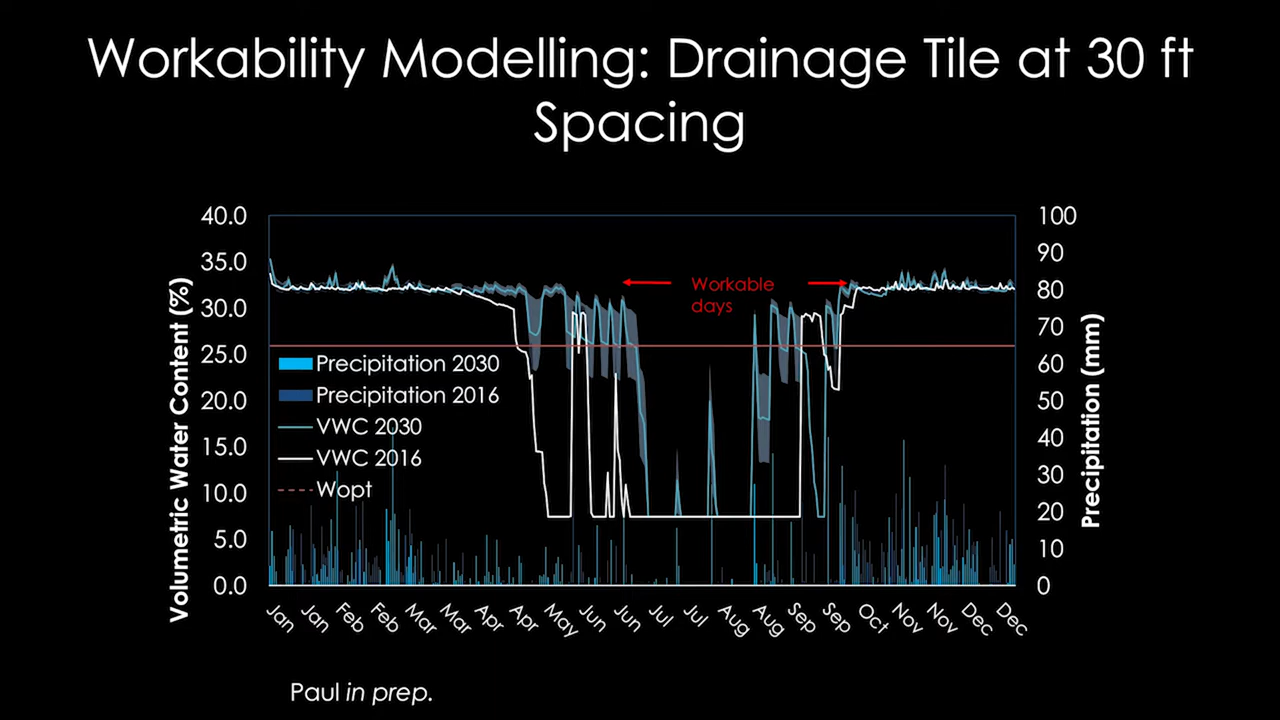 Workability Modelling: Drainage Tile at 30 ft
Spacing
Volumetric Water Content (%)
40.0
35.0
30.0
25.0
20.0
15.0
10.0
5.0
0.0
Workable
days
Precipitation 2030
Precipitation 2016
VWC 2030
VWC 2016
Wopt
100
90
80
70
60
50
40
30
20
10
0
Precipitation (mm)
Jan
Jan
Feb
Feb
Mar
Mar
Apr
Apr
May
Jun
Jun
Jul
Jul
Aug
Aug
Sep
Sep
Oct
Nov
Nov
Dec
Dec
Paul in prep.